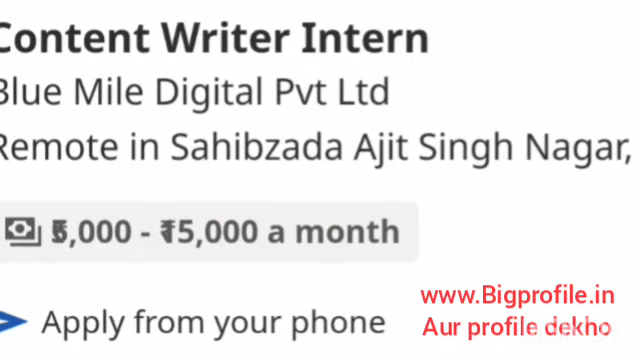 Content Writer Intern
Blue Mile Digital Pvt Ltd
Remote in Sahibzada Ajit Singh Nagar,
₹5,000 - ₹15,000 a month
Apply from your phone
www.Bigprofile.in
Aur profile dekho